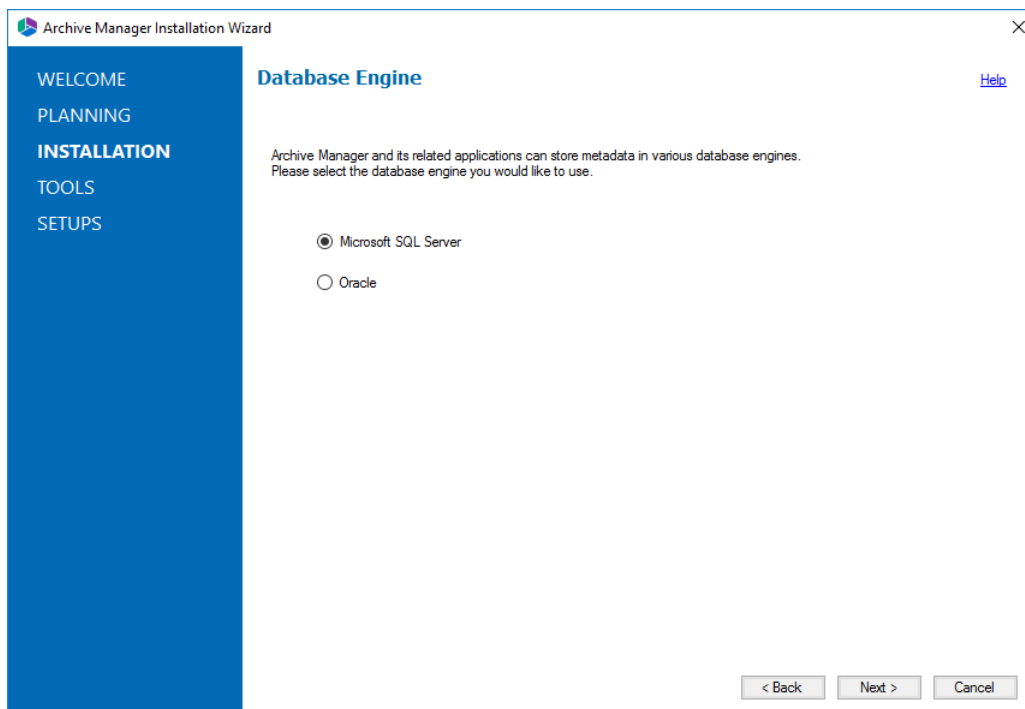 Archive Manager Installation Wizard
WELCOME
PLANNING
INSTALLATION
TOOLS
SETUPS
Database Engine
Help
Archive Manager and its related applications can store metadata in various database engines.
Please select the database engine you would like to use.
Microsoft SQL Server
Oracle
< Back
Next >
Cancel